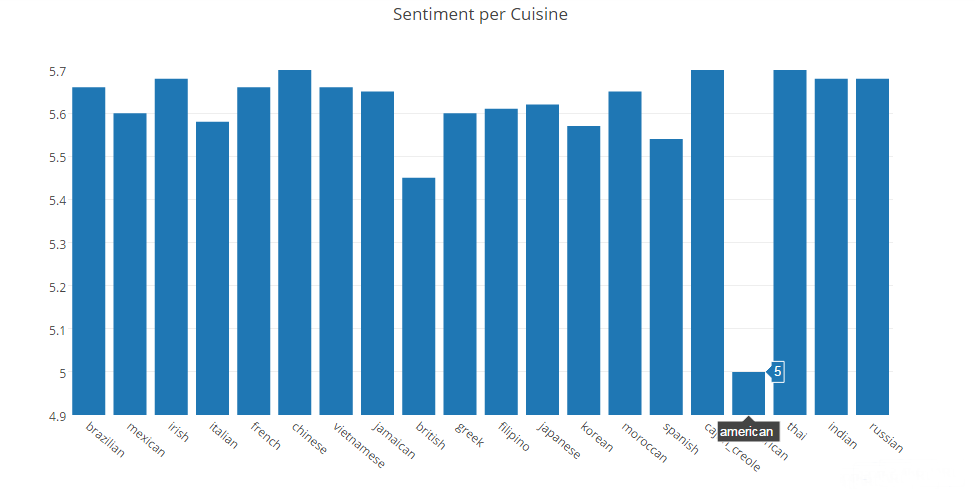 Sentiment per Cuisine
5.7
5.6
5.5
5.4
5.3
5.2
5.1
5
4.9
5
brazilian
mexican
irish
italian
french
chinese
vietnamese
jamaican
british
greek
filipino
japanese
korean
moroccan
spanish
american
thai
indian
russian